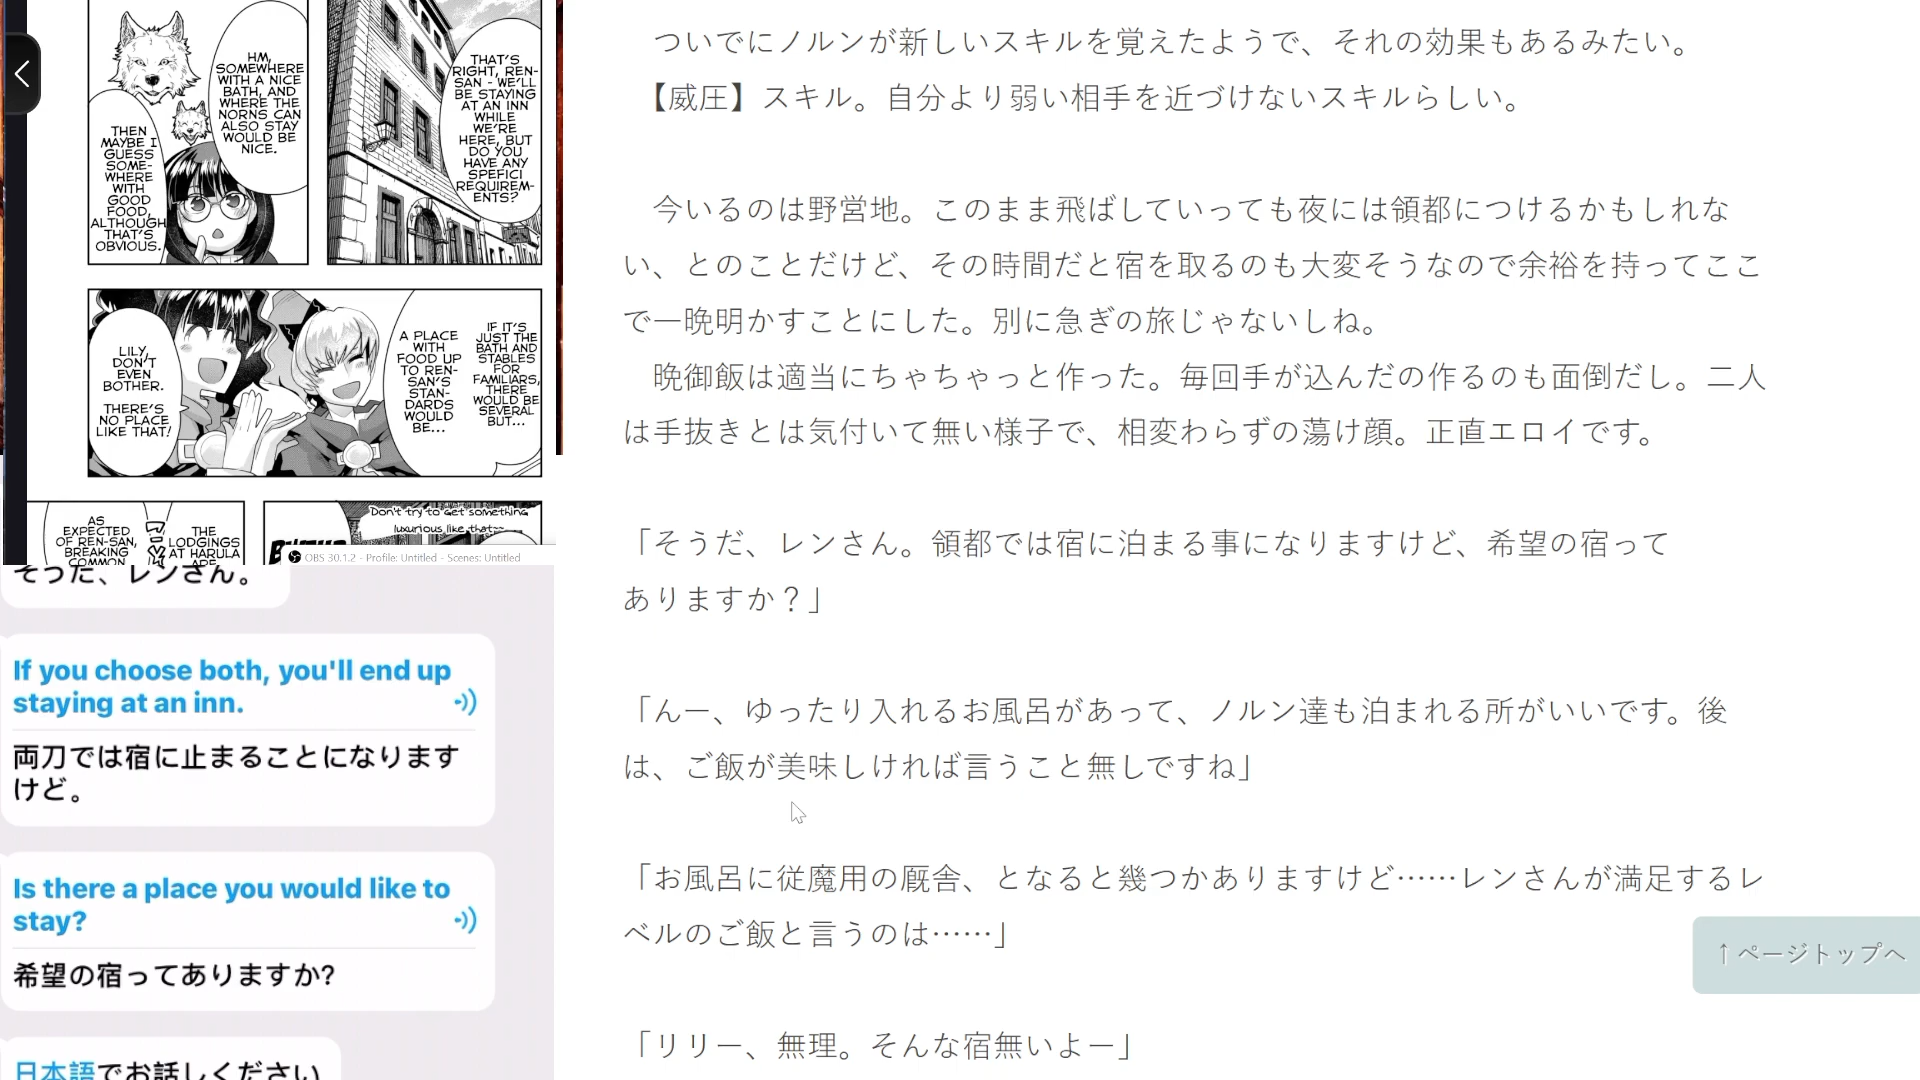 THAT'S
RIGHT, REN-
SAN - WE'LL
BE STAYING
AT AN INN
WHILE
WE'RE
HERE, BUT
DO YOU
HAVE ANY
SPEFICI
REQUIREM-
ENTS?
HM,
SOMEWHERE
WITH A NICE
BATH, AND
WHERE THE
NORNS CAN
ALSO STAY
WOULD BE
NICE.
THEN
MAYBE I
GUESS
SOME-
WHERE
WITH
GOOD
FOOD,
ALTHOUGH
THAT'S
OBVIOUS.
IF IT'S
JUST THE
BATH AND
STABLES
FOR
FAMILIARS,
THERE
WOULD BE
SEVERAL
BUT...
A PLACE
WITH
FOOD UP
TO REN-
SAN'S
STAN-
DARDS
WOULD
BE...
LILY,
DON'T
EVEN
BOTHER.
THERE'S
NO PLACE
LIKE THAT!
Don't try to get something
luxurious like that~~
THE
LODGINGS
AT HARULA
ARE
AS
EXPECTED
OF REN-SAN,
BREAKING
COMMON
OBS 30.1.2 - Profile: Untitled - Scenes: Untitled
そうだ、レンさん。
If you choose both, you'll end up
staying at an inn.
両刀では宿に止まることになります
けど。
Is there a place you would like to
stay?
希望の宿ってありますか?
日本語でお話しください
ついでにノルンが新しいスキルを覚えたようで、それの効果もあるみたい。
【威圧】スキル。自分より弱い相手を近づけないスキルらしい。
今いるのは野営地。このまま飛ばしていっても夜には領都につけるかもしれな
い、とのことだけど、その時間だと宿を取るのも大変そうなので余裕を持ってここ
で一晩明かすことにした。別に急ぎの旅じゃないしね。
晩御飯は適当にちゃちゃっと作った。毎回手が込んだの作るのも面倒だし。二人
は手抜きとは気付いて無い様子で、相変わらずの蕩け顔。正直エロイです。
「そうだ、レンさん。領都では宿に泊まる事になりますけど、希望の宿って
ありますか？」
「んー、ゆったり入れるお風呂があって、ノルン達も泊まれる所がいいです。後
は、ご飯が美味しければ言うこと無しですね」
「お風呂に従魔用の厩舎、となると幾つかありますけど……レンさんが満足するレ
ベルのご飯と言うのは……」
「リリー、無理。そんな宿無いよー」
↑ページトップへ